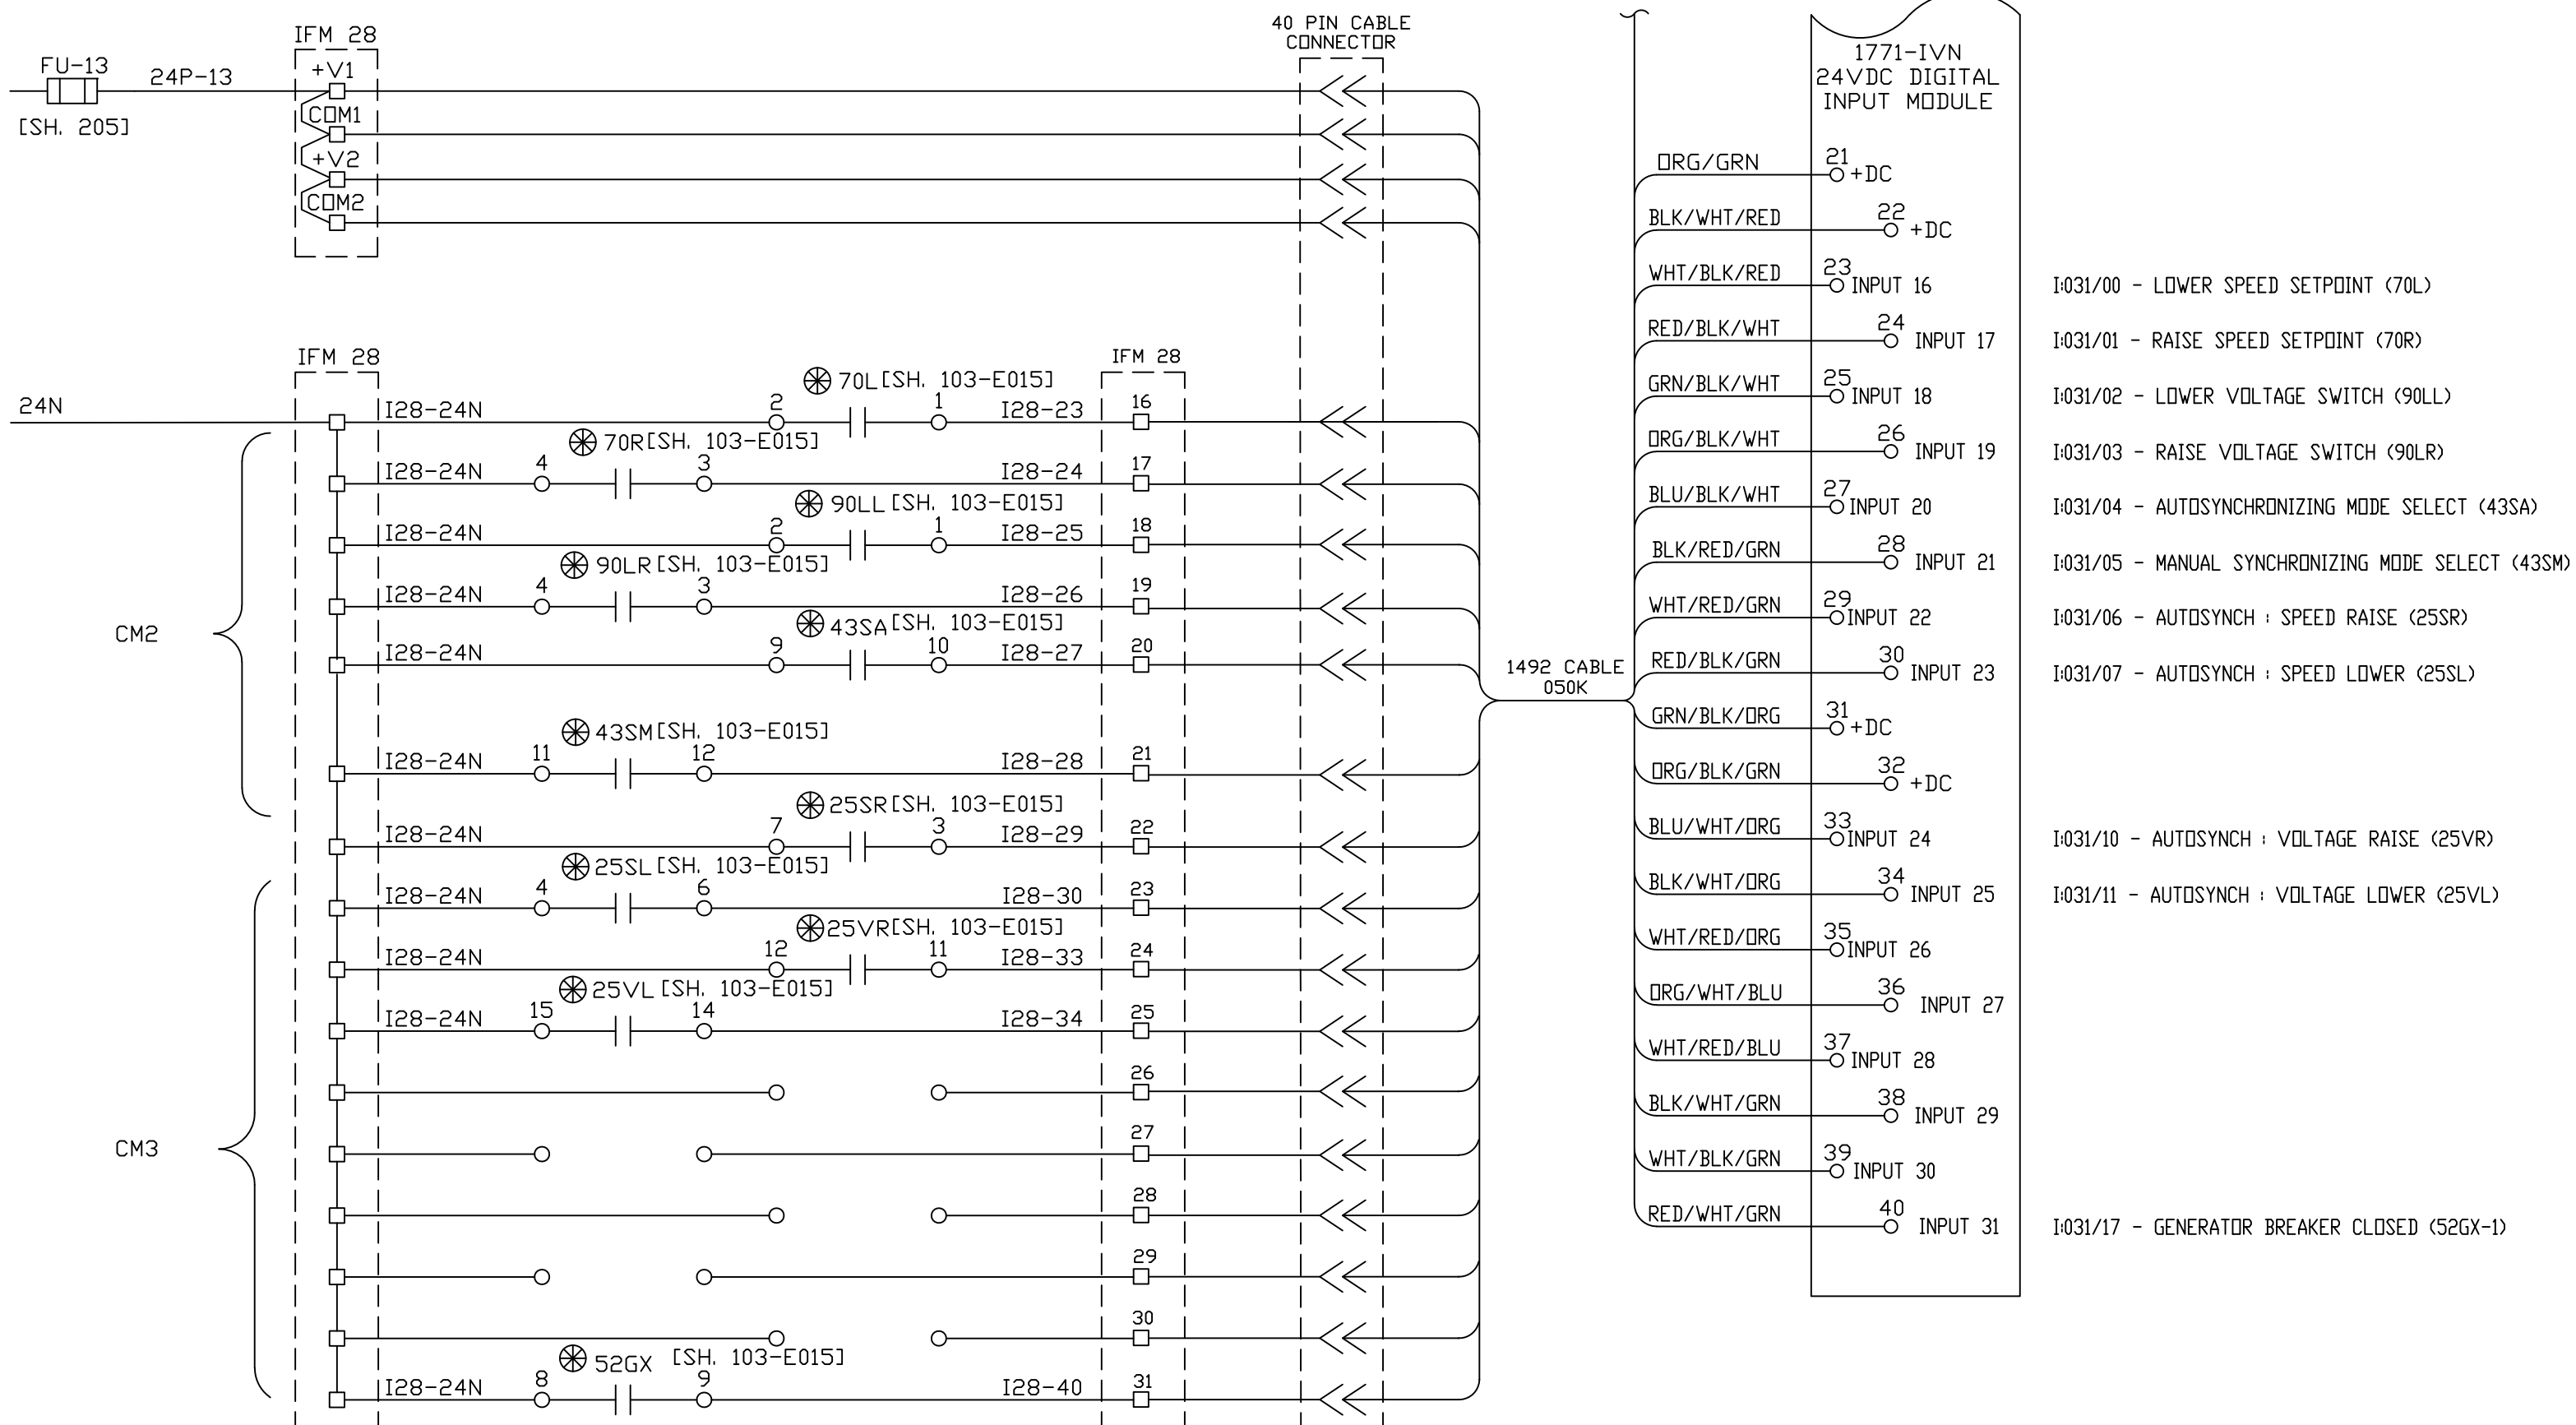 40 PIN CABLE
CONNECTOR
IFM 28
+V1
COM1
+V2
COM2
FU-13
24P-13
[SH. 205]
1771-IVN
24VDC DIGITAL
INPUT MODULE
ORG/GRN 21 +DC
BLK/WHT/RED 22 +DC
WHT/BLK/RED 23 INPUT 16 I:031/00 - LOWER SPEED SETPOINT (70L)
RED/BLK/WHT 24 INPUT 17 I:031/01 - RAISE SPEED SETPOINT (70R)
GRN/BLK/WHT 25 INPUT 18 I:031/02 - LOWER VOLTAGE SWITCH (90LL)
ORG/BLK/WHT 26 INPUT 19 I:031/03 - RAISE VOLTAGE SWITCH (90LR)
BLU/BLK/WHT 27 INPUT 20 I:031/04 - AUTOSYNCHRONIZING MODE SELECT (43SA)
BLK/RED/GRN 28 INPUT 21 I:031/05 - MANUAL SYNCHRONIZING MODE SELECT (43SM)
WHT/RED/GRN 29 INPUT 22 I:031/06 - AUTOSYNCH : SPEED RAISE (25SR)
RED/BLK/GRN 30 INPUT 23 I:031/07 - AUTOSYNCH : SPEED LOWER (25SL)
GRN/BLK/ORG 31 +DC
ORG/BLK/GRN 32 +DC
BLU/WHT/ORG 33 INPUT 24 I:031/10 - AUTOSYNCH : VOLTAGE RAISE (25VR)
BLK/WHT/ORG 34 INPUT 25 I:031/11 - AUTOSYNCH : VOLTAGE LOWER (25VL)
WHT/RED/ORG 35 INPUT 26
ORG/WHT/BLU 36 INPUT 27
WHT/RED/BLU 37 INPUT 28
BLK/WHT/GRN 38 INPUT 29
WHT/BLK/GRN 39 INPUT 30
RED/WHT/GRN 40 INPUT 31 I:031/17 - GENERATOR BREAKER CLOSED (52GX-1)
1492 CABLE
050K
IFM 28
IFM 28
24N
70L [SH. 103-E015]
I28-24N 2 1 I28-23 16
70R [SH. 103-E015]
I28-24N 4 3 I28-24 17
90LL [SH. 103-E015]
I28-24N 2 1 I28-25 18
90LR [SH. 103-E015]
I28-24N 4 3 I28-26 19
43SA [SH. 103-E015]
I28-24N 9 10 I28-27 20
CM2
43SM [SH. 103-E015]
I28-24N 11 12 I28-28 21
25SR [SH. 103-E015]
I28-24N 7 3 I28-29 22
25SL [SH. 103-E015]
I28-24N 4 6 I28-30 23
25VR [SH. 103-E015]
I28-24N 12 11 I28-33 24
25VL [SH. 103-E015]
I28-24N 15 14 I28-34 25
26
27
CM3
28
29
30
52GX [SH. 103-E015]
I28-24N 8 9 I28-40 31